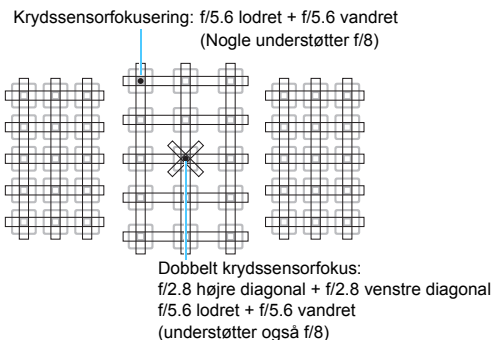 Krydssensorfokusering: f/5.6 lodret + f/5.6 vandret
(Nogle understøtter f/8)
Dobbelt krydssensorfokus:
f/2.8 højre diagonal + f/2.8 venstre diagonal
f/5.6 lodret + f/5.6 vandret
(understøtter også f/8)